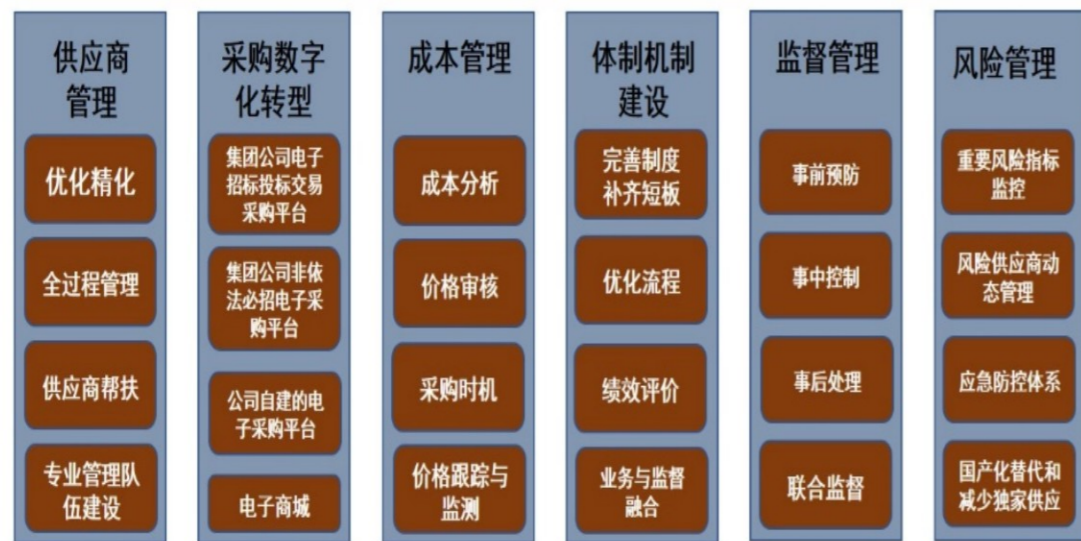 供应商
管理
优化精化
全过程管理
供应商帮扶
专业管理队
伍建设
采购数字
化转型
集团公司电子
招标投标交易
采购平台
集团公司非依
法必招电子采
购平台
公司自建的电
子采购平台
电子商城
成本管理
成本分析
价格审核
采购时机
价格跟踪与
监测
体制机制
建设
完善制度
补齐短板
优化流程
绩效评价
业务与监督
融合
监督管理
事前预防
事中控制
事后处理
联合监督
风险管理
重要风险指标
监控
风险供应商动
态管理
应急防控体系
国产化替代和
减少独家供应